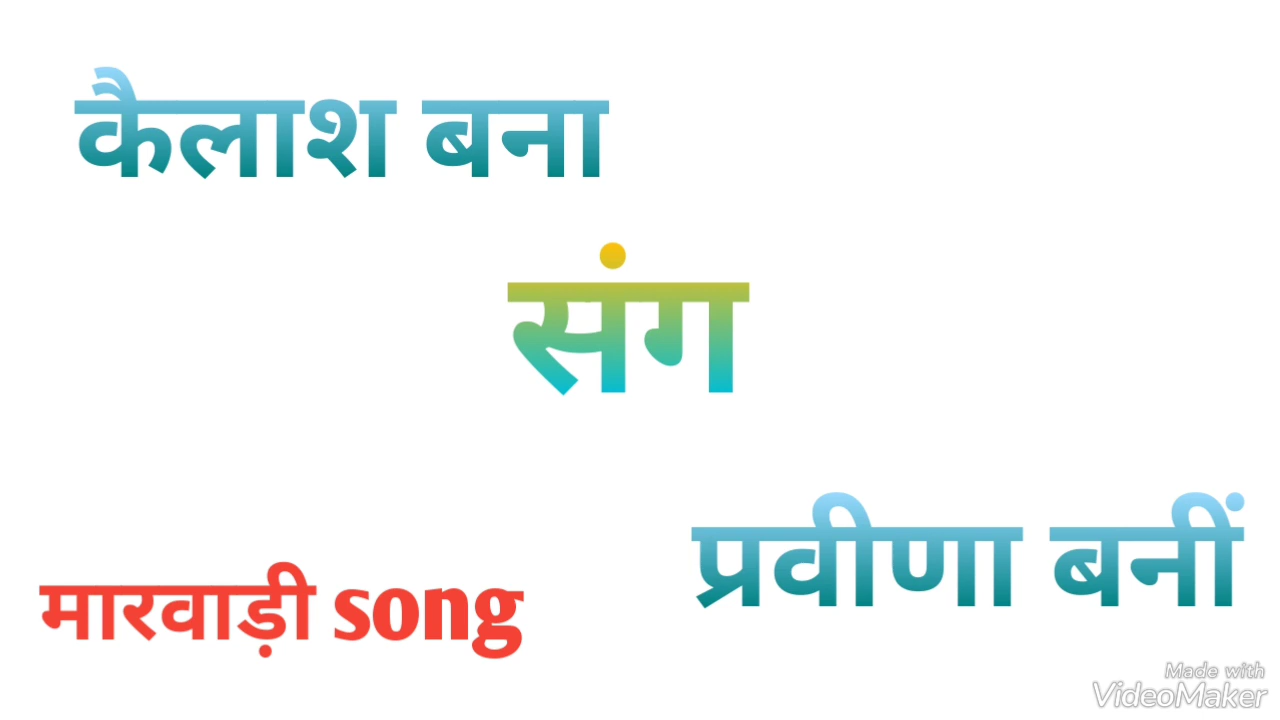 कैलाश बना
संग
प्रवीणा बनीं
मारवाड़ी song
Made with
VideoMaker